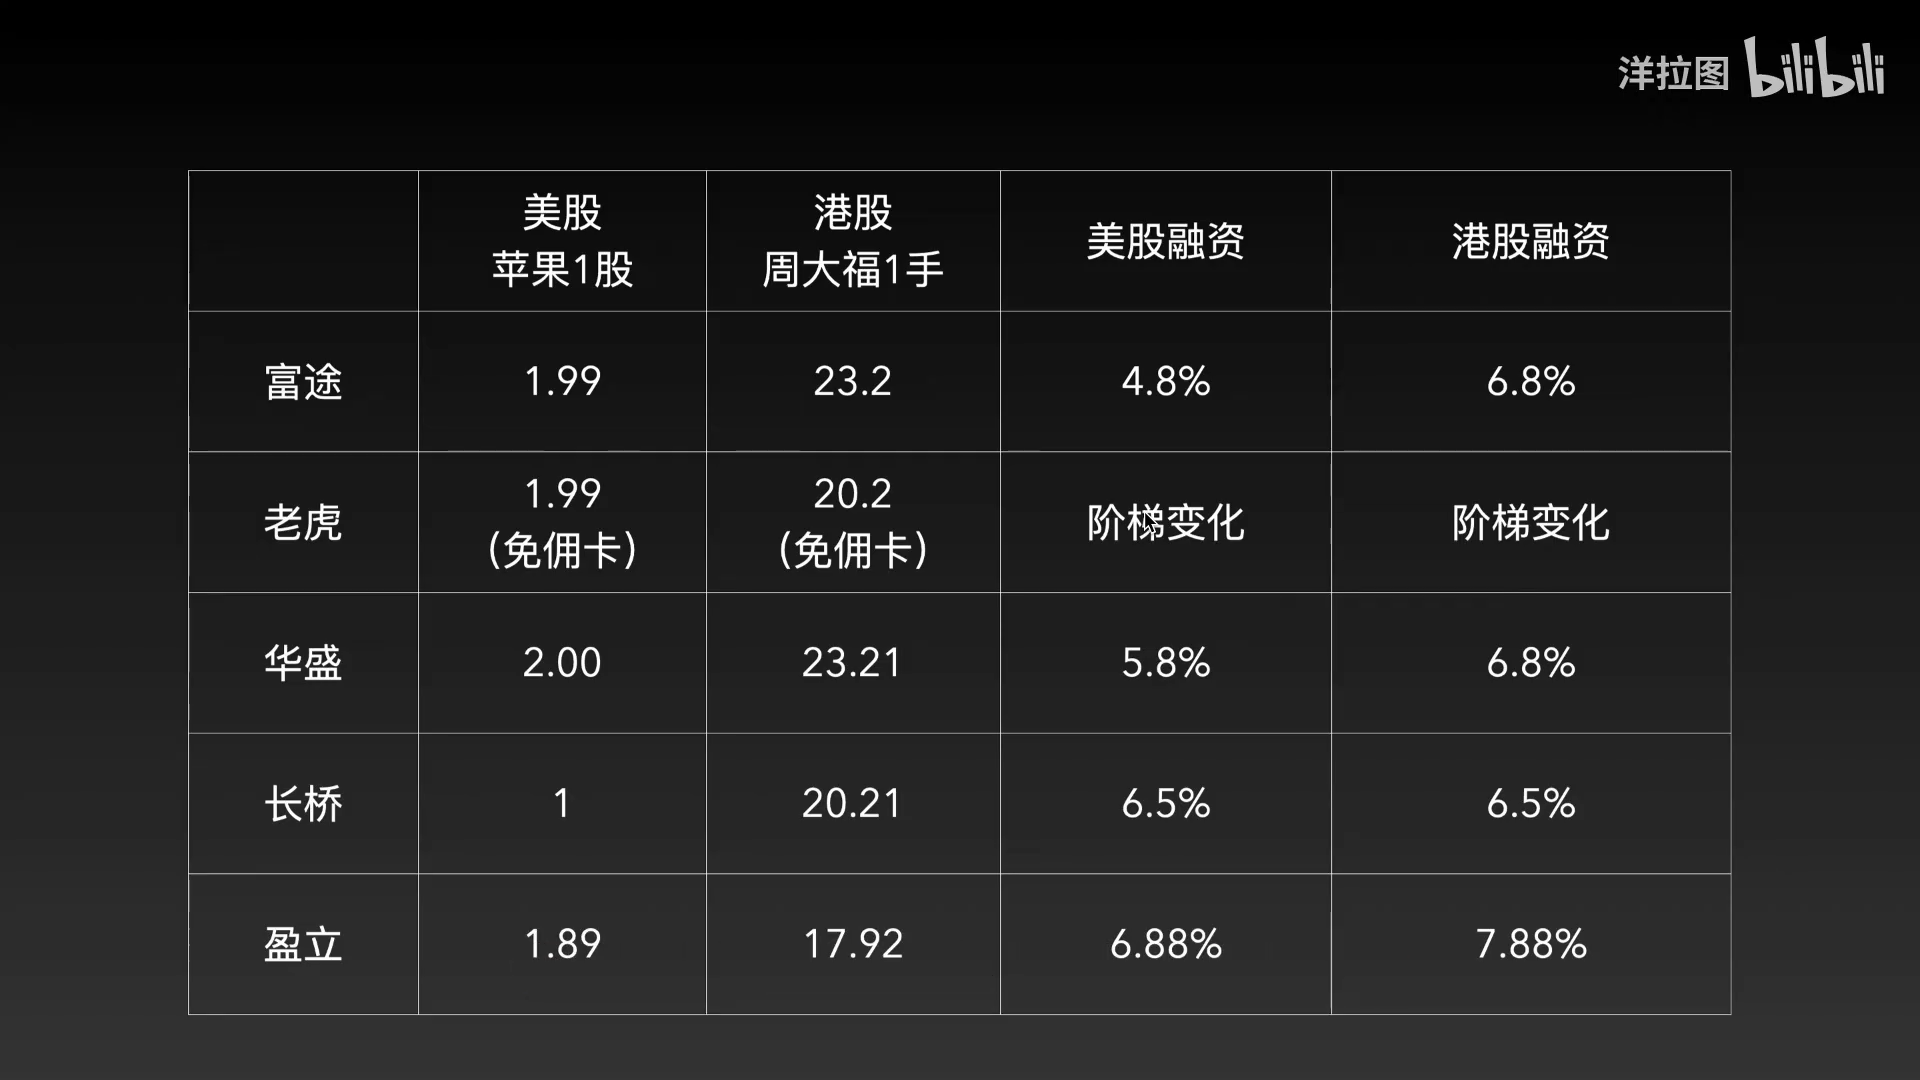 洋拉图 bilibili
美股
苹果1股
港股
周大福1手
美股融资
港股融资
富途
1.99
23.2
4.8%
6.8%
老虎
1.99
(免佣卡)
20.2
(免佣卡)
阶梯变化
阶梯变化
华盛
2.00
23.21
5.8%
6.8%
长桥
1
20.21
6.5%
6.5%
盈立
1.89
17.92
6.88%
7.88%